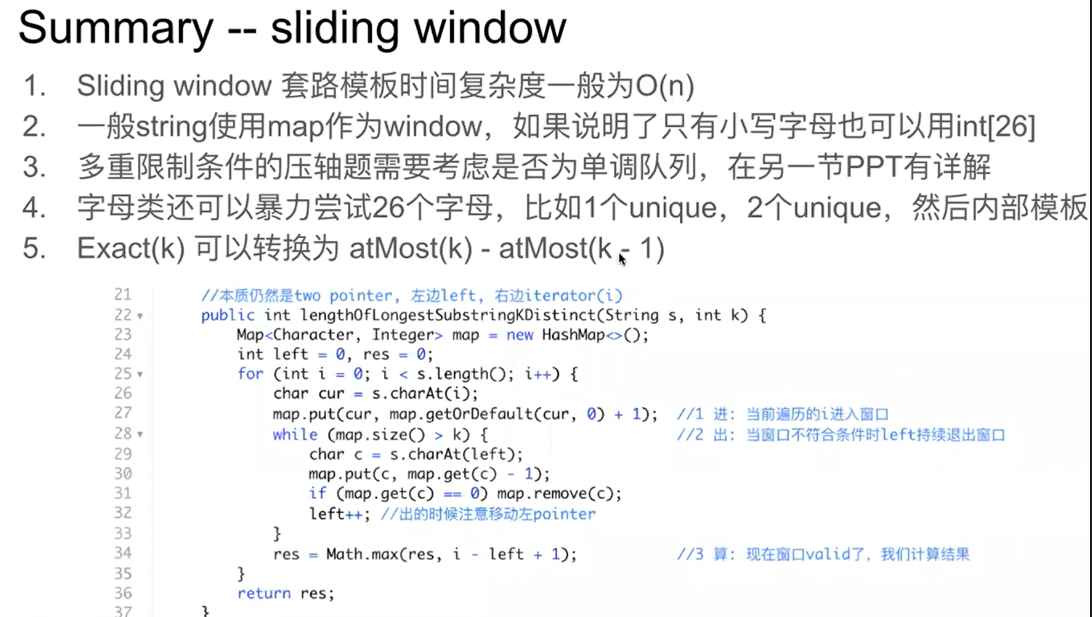 Summary -- sliding window
1. Sliding window 套路模板时间复杂度一般为O(n)
2. 一般string使用map作为window，如果说明了只有小写字母也可以用int[26]
3. 多重限制条件的压轴题需要考虑是否为单调队列，在另一节PPT有详解
4. 字母类还可以暴力尝试26个字母，比如1个unique，2个unique，然后内部模板
5. Exact(k) 可以转换为 atMost(k) - atMost(k - 1)
21 //本质仍然是two pointer, 左边left, 右边iterator(i)
22 public int lengthOfLongestSubstringKDistinct(String s, int k) {
23 Map<Character, Integer> map = new HashMap<>();
24 int left = 0, res = 0;
25 for (int i = 0; i < s.length(); i++) {
26 char cur = s.charAt(i);
27 map.put(cur, map.getOrDefault(cur, 0) + 1); //1 进: 当前遍历的i进入窗口
28 while (map.size() > k) { //2 出: 当窗口不符合条件时left持续退出窗口
29 char c = s.charAt(left);
30 map.put(c, map.get(c) - 1);
31 if (map.get(c) == 0) map.remove(c);
32 left++; //出的时候注意移动左pointer
33 }
34 res = Math.max(res, i - left + 1); //3 算: 现在窗口valid了, 我们计算结果
35 }
36 return res;
37 }